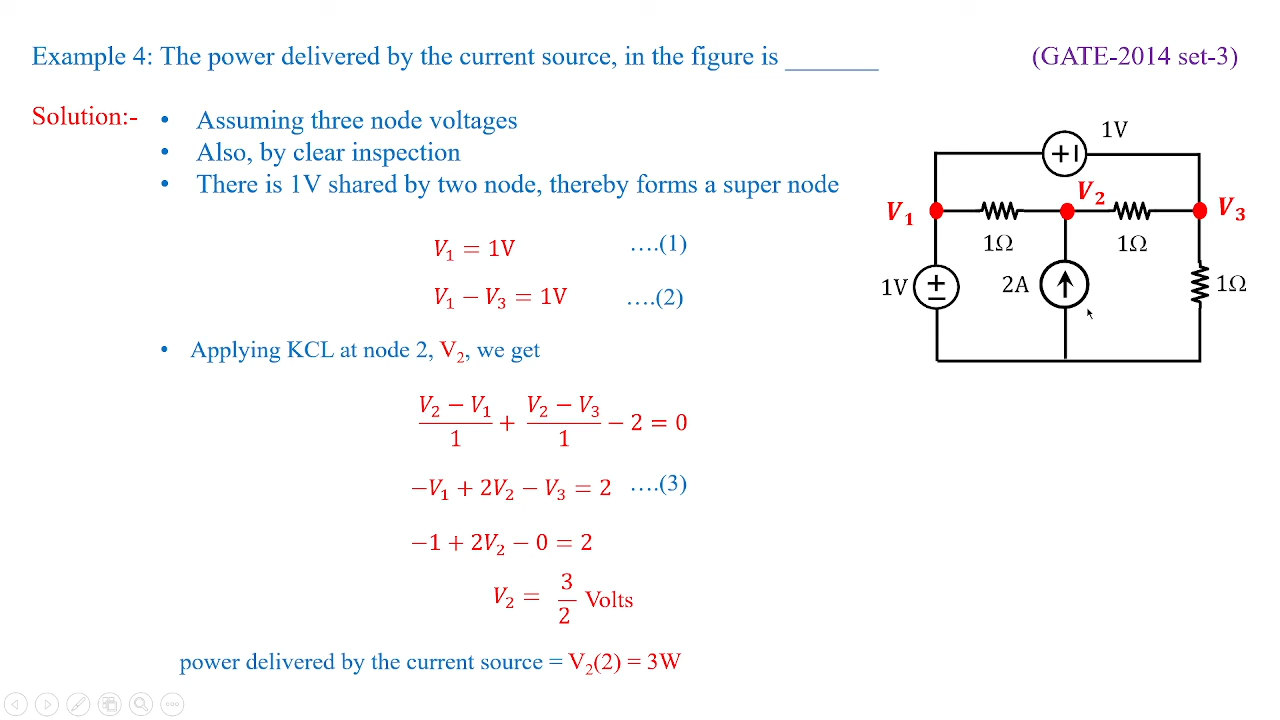 Example 4: The power delivered by the current source, in the figure is _______ (GATE-2014 set-3)
Solution:-
• Assuming three node voltages
• Also, by clear inspection
• There is 1V shared by two node, thereby forms a super node
V₁ = 1V ....(1)
V₁ − V₃ = 1V ....(2)
• Applying KCL at node 2, V₂, we get
(V₂ − V₁)/1 + (V₂ − V₃)/1 − 2 = 0
−V₁ + 2V₂ − V₃ = 2 ....(3)
−1 + 2V₂ − 0 = 2
V₂ = 3/2 Volts
power delivered by the current source = V₂(2) = 3W
1V
V₁
V₂
V₃
1Ω
1Ω
1V
2A
1Ω